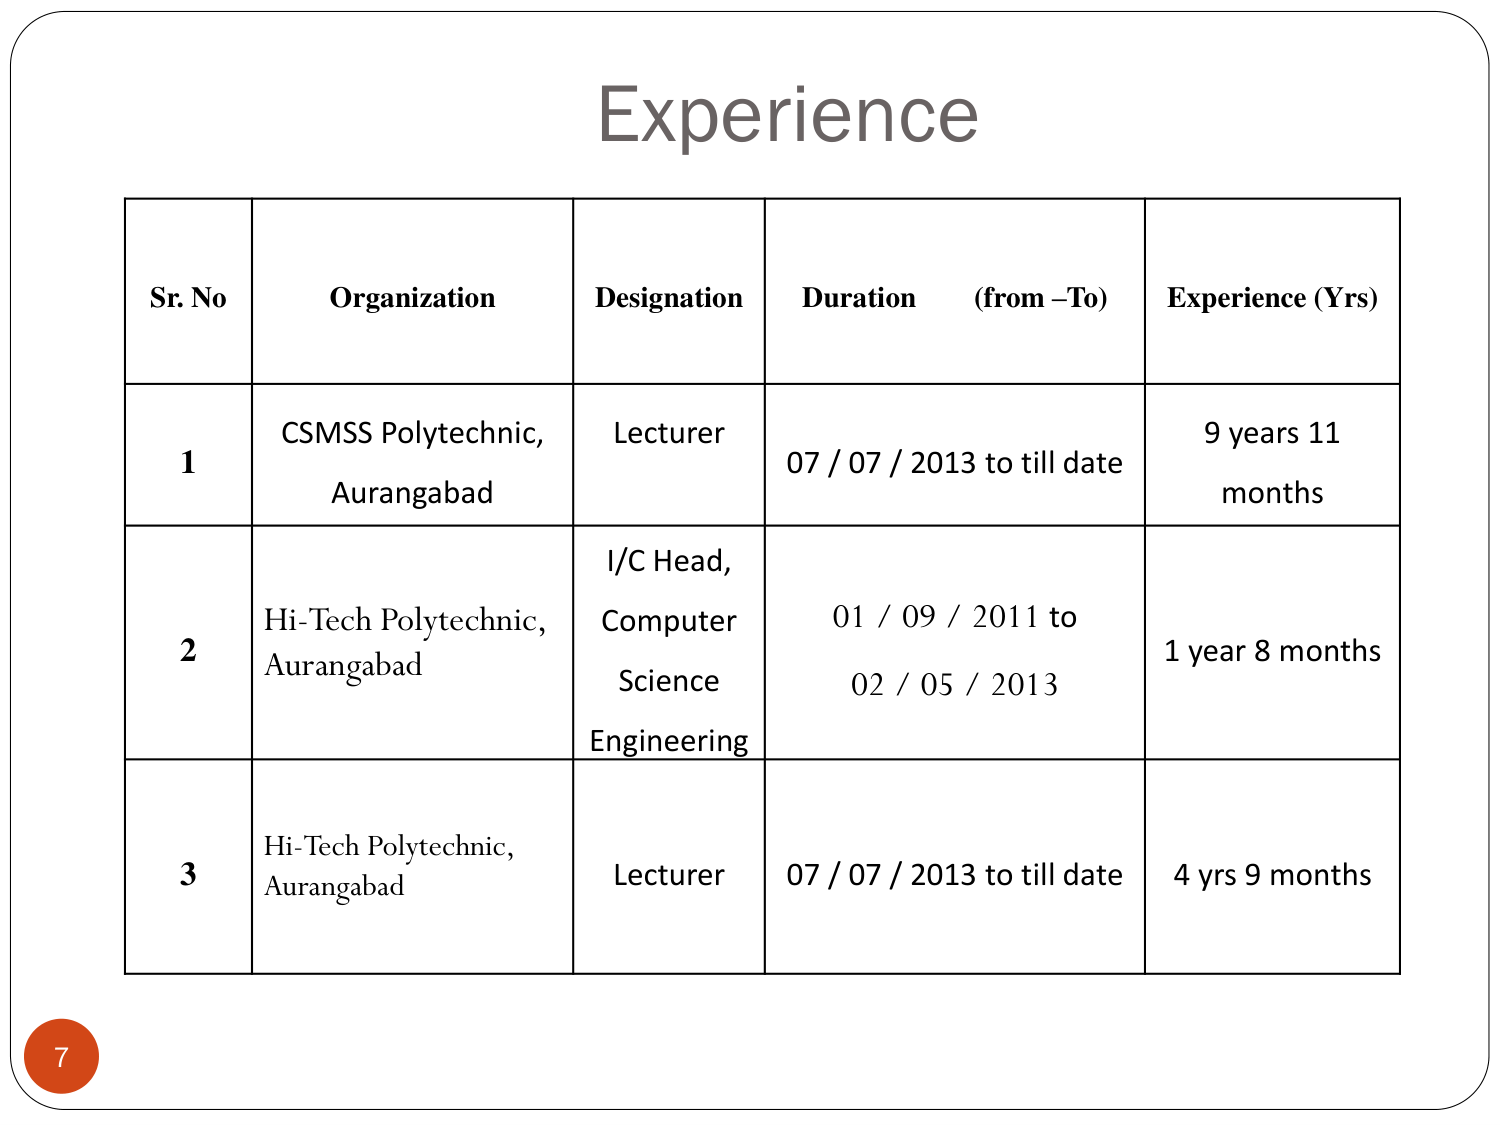 Experience
Sr. No Organization Designation Duration (from –To) Experience (Yrs)
1
CSMSS Polytechnic,
Aurangabad
Lecturer
07 / 07 / 2013 to till date
9 years 11
months
2
Hi-Tech Polytechnic,
Aurangabad
I/C Head,
Computer
Science
Engineering
01 / 09 / 2011 to
02 / 05 / 2013
1 year 8 months
3
Hi-Tech Polytechnic,
Aurangabad
Lecturer
07 / 07 / 2013 to till date
4 yrs 9 months
7